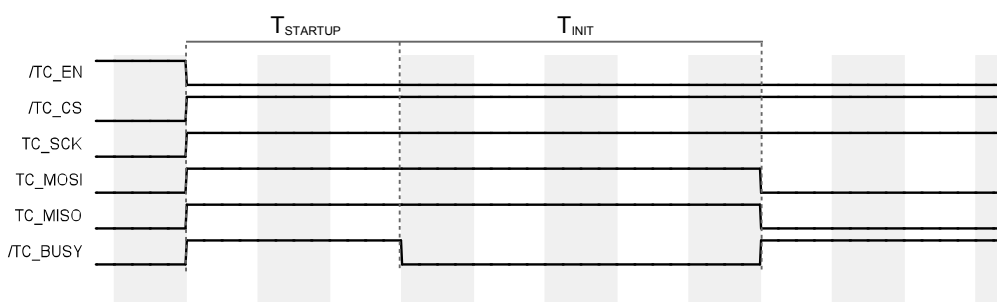 TSTARTUP TINIT
/TC_EN
/TC_CS
TC_SCK
TC_MOSI
TC_MISO
/TC_BUSY